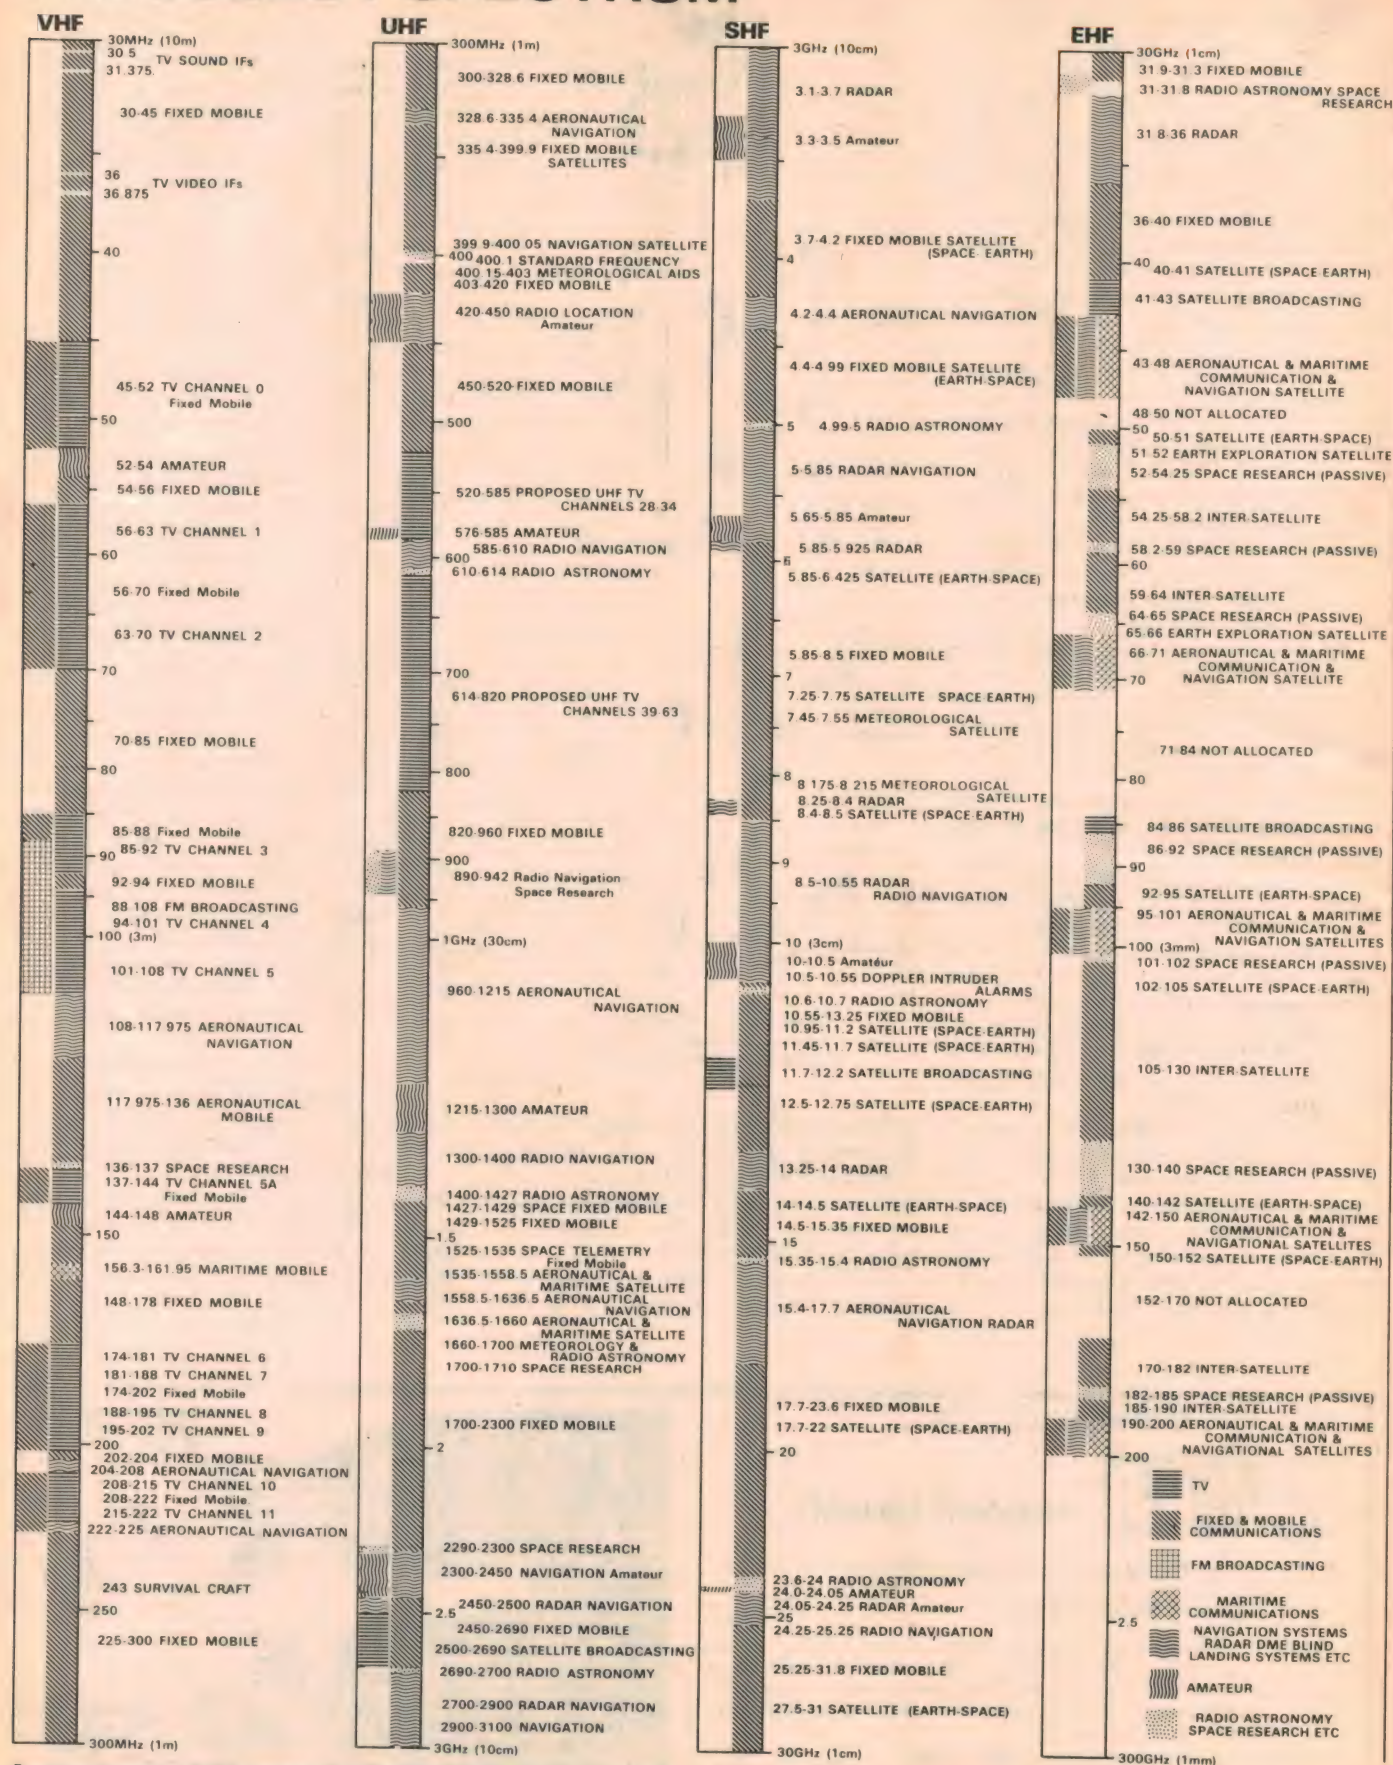 VHF
30MHz (10m)
30 5
TV SOUND IFs
31.375.
30-45 FIXED MOBILE
36
TV VIDEO IFs
36 875
40
45-52 TV CHANNEL 0
Fixed Mobile
50
52-54 AMATEUR
54-56 FIXED MOBILE
56-63 TV CHANNEL 1
60
56-70 Fixed Mobile
63-70 TV CHANNEL 2
70
70-85 FIXED MOBILE
80
85-88 Fixed Mobile
85-92 TV CHANNEL 3
90
92-94 FIXED MOBILE
88 108 FM BROADCASTING
94-101 TV CHANNEL 4
100 (3m)
101-108 TV CHANNEL 5
108-117 975 AERONAUTICAL
NAVIGATION
117 975-136 AERONAUTICAL
MOBILE
136-137 SPACE RESEARCH
137-144 TV CHANNEL 5A
Fixed Mobile
144-148 AMATEUR
150
156.3-161.95 MARITIME MOBILE
148-178 FIXED MOBILE
174-181 TV CHANNEL 6
181-188 TV CHANNEL 7
174-202 Fixed Mobile
188-195 TV CHANNEL 8
195-202 TV CHANNEL 9
200
202-204 FIXED MOBILE
204-208 AERONAUTICAL NAVIGATION
208-215 TV CHANNEL 10
208-222 Fixed Mobile.
215-222 TV CHANNEL 11
222-225 AERONAUTICAL NAVIGATION
243 SURVIVAL CRAFT
250
225-300 FIXED MOBILE
300MHz (1m)
UHF
300MHz (1m)
300-328.6 FIXED MOBILE
328.6-335 4 AERONAUTICAL
NAVIGATION
335 4-399.9 FIXED MOBILE
SATELLITES
399 9-400 05 NAVIGATION SATELLITE
400 400 1 STANDARD FREQUENCY
400 15-403 METEOROLOGICAL AIDS
403-420 FIXED MOBILE
420-450 RADIO LOCATION
Amateur
450-520 FIXED MOBILE
500
520-585 PROPOSED UHF TV
CHANNELS 28-34
576-585 AMATEUR
585-610 RADIO NAVIGATION
600
610-614 RADIO ASTRONOMY
700
614-820 PROPOSED UHF TV
CHANNELS 39-63
800
820-960 FIXED MOBILE
900
890-942 Radio Navigation
Space Research
1GHz (30cm)
960-1215 AERONAUTICAL
NAVIGATION
1215-1300 AMATEUR
1300-1400 RADIO NAVIGATION
1400-1427 RADIO ASTRONOMY
1427-1429 SPACE FIXED MOBILE
1429-1525 FIXED MOBILE
1.5
1525-1535 SPACE TELEMETRY
Fixed Mobile
1535-1558.5 AERONAUTICAL &
MARITIME SATELLITE
1558.5-1636.5 AERONAUTICAL
NAVIGATION
1636.5-1660 AERONAUTICAL &
MARITIME SATELLITE
1660-1700 METEOROLOGY &
RADIO ASTRONOMY
1700-1710 SPACE RESEARCH
1700-2300 FIXED MOBILE
2
2290-2300 SPACE RESEARCH
2300-2450 NAVIGATION Amateur
2450-2500 RADAR NAVIGATION
2.5
2450-2690 FIXED MOBILE
2500-2690 SATELLITE BROADCASTING
2690-2700 RADIO ASTRONOMY
2700-2900 RADAR NAVIGATION
2900-3100 NAVIGATION
3GHz (10cm)
SHF
3GHz (10cm)
3.1-3.7 RADAR
3.3-3.5 Amateur
3 7-4.2 FIXED MOBILE SATELLITE
(SPACE EARTH)
4
4.2-4.4 AERONAUTICAL NAVIGATION
4.4-4 99 FIXED MOBILE SATELLITE
(EARTH-SPACE)
5
4.99-5 RADIO ASTRONOMY
5-5.85 RADAR NAVIGATION
5 65-5.85 Amateur
5.85-5 925 RADAR
6
5 85-6 425 SATELLITE (EARTH-SPACE)
5 85-8.5 FIXED MOBILE
7
7.25-7.75 SATELLITE SPACE EARTH)
7.45-7 55 METEOROLOGICAL
SATELLITE
8
8 175-8 215 METEOROLOGICAL
SATELLITE
8.25-8.4 RADAR
8.4-8.5 SATELLITE (SPACE-EARTH)
9
8 5-10.55 RADAR
RADIO NAVIGATION
10 (3cm)
10-10.5 Amateur
10.5-10.55 DOPPLER INTRUDER
ALARMS
10.6-10.7 RADIO ASTRONOMY
10 55-13.25 FIXED MOBILE
10.95-11.2 SATELLITE (SPACE-EARTH)
11.45-11.7 SATELLITE (SPACE-EARTH)
11.7-12.2 SATELLITE BROADCASTING
12.5-12.75 SATELLITE (SPACE-EARTH)
13.25-14 RADAR
14-14.5 SATELLITE (EARTH-SPACE)
14.5-15.35 FIXED MOBILE
15
15.35-15.4 RADIO ASTRONOMY
15.4-17.7 AERONAUTICAL
NAVIGATION RADAR
17.7-23.6 FIXED MOBILE
17.7-22 SATELLITE (SPACE-EARTH)
20
23.6-24 RADIO ASTRONOMY
24.0-24.05 AMATEUR
24.05-24.25 RADAR Amateur
25
24.25-25.25 RADIO NAVIGATION
25.25-31.8 FIXED MOBILE
27.5-31 SATELLITE (EARTH-SPACE)
30GHz (1cm)
EHF
30GHz (1cm)
31 9-31 3 FIXED MOBILE
31-31.8 RADIO ASTRONOMY SPACE
RESEARCH
31 8-36 RADAR
36-40 FIXED MOBILE
40
40-41 SATELLITE (SPACE EARTH)
41-43 SATELLITE BROADCASTING
43 48 AERONAUTICAL & MARITIME
COMMUNICATION &
NAVIGATION SATELLITE
48-50 NOT ALLOCATED
50
50-51 SATELLITE (EARTH SPACE)
51 52 EARTH EXPLORATION SATELLITE
52-54.25 SPACE RESEARCH (PASSIVE)
54 25-58.2 INTER-SATELLITE
58.2-59 SPACE RESEARCH (PASSIVE)
60
59 64 INTER SATELLITE
64-65 SPACE RESEARCH (PASSIVE)
65-66 EARTH EXPLORATION SATELLITE
66-71 AERONAUTICAL & MARITIME
COMMUNICATION &
NAVIGATION SATELLITE
70
71-84 NOT ALLOCATED
80
84 86 SATELLITE BROADCASTING
86-92 SPACE RESEARCH (PASSIVE)
90
92-95 SATELLITE (EARTH-SPACE)
95-101 AERONAUTICAL & MARITIME
COMMUNICATION &
NAVIGATION SATELLITES
100 (3mm)
101-102 SPACE RESEARCH (PASSIVE)
102-105 SATELLITE (SPACE-EARTH)
105-130 INTER-SATELLITE
130-140 SPACE RESEARCH (PASSIVE)
140-142 SATELLITE (EARTH-SPACE)
142-150 AERONAUTICAL & MARITIME
COMMUNICATION &
NAVIGATIONAL SATELLITES
150
150-152 SATELLITE (SPACE-EARTH)
152-170 NOT ALLOCATED
170-182 INTER-SATELLITE
182-185 SPACE RESEARCH (PASSIVE)
185-190 INTER-SATELLITE
190-200 AERONAUTICAL & MARITIME
COMMUNICATION &
NAVIGATIONAL SATELLITES
200
TV
FIXED & MOBILE
COMMUNICATIONS
FM BROADCASTING
MARITIME
COMMUNICATIONS
2.5
NAVIGATION SYSTEMS
RADAR DME BLIND
LANDING SYSTEMS ETC
AMATEUR
RADIO ASTRONOMY
SPACE RESEARCH ETC
300GHz (1mm)